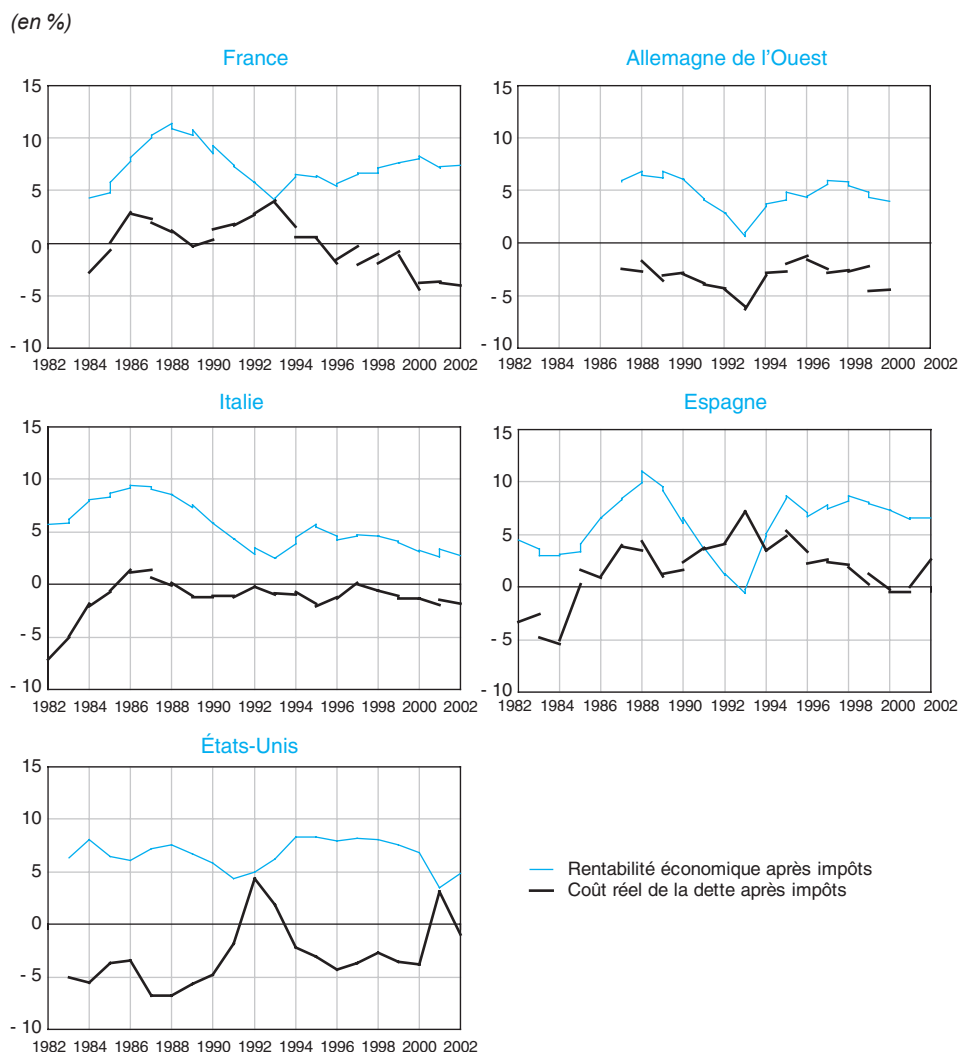 (en %)
France
15
10
5
0
- 5
- 10
1982 1984 1986 1988 1990 1992 1994 1996 1998 2000 2002
Allemagne de l'Ouest
15
10
5
0
- 5
- 10
1982 1984 1986 1988 1990 1992 1994 1996 1998 2000 2002
Italie
15
10
5
0
- 5
- 10
1982 1984 1986 1988 1990 1992 1994 1996 1998 2000 2002
Espagne
15
10
5
0
- 5
- 10
1982 1984 1986 1988 1990 1992 1994 1996 1998 2000 2002
États-Unis
15
10
5
0
- 5
- 10
1982 1984 1986 1988 1990 1992 1994 1996 1998 2000 2002
Rentabilité économique après impôts
Coût réel de la dette après impôts